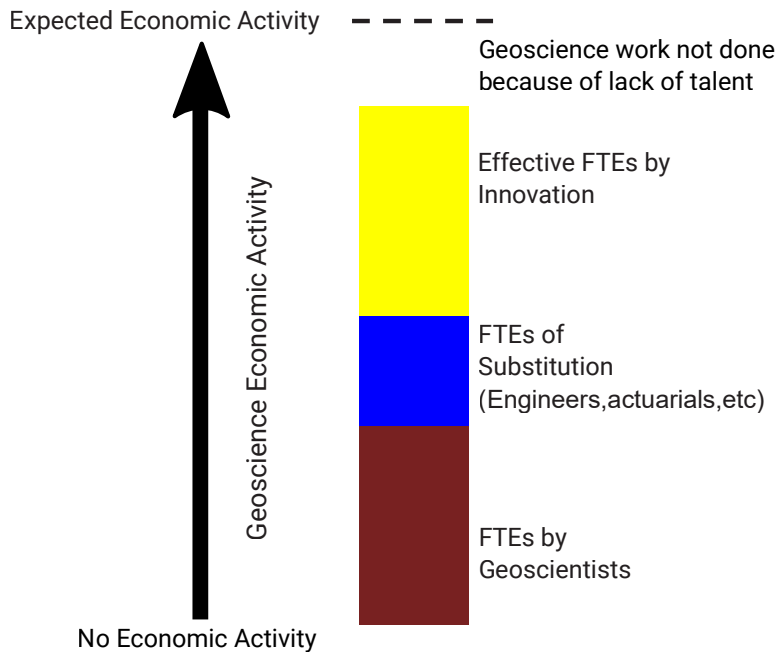 Expected Economic Activity
Geoscience work not done
because of lack of talent
Effective FTEs by
Innovation
Geoscience Economic Activity
FTEs of
Substitution
(Engineers,actuarials,etc)
FTEs by
Geoscientists
No Economic Activity